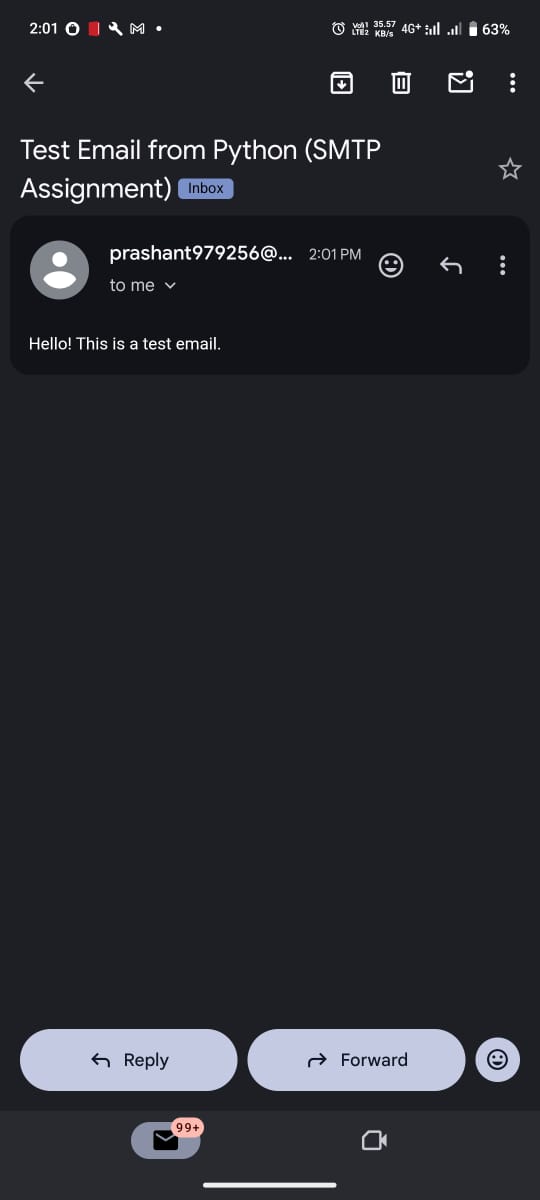 2:01
Vo))1 LTE2 35.57 KB/s 4G+ 63%
Test Email from Python (SMTP
Assignment) Inbox
prashant979256@... 2:01 PM
to me
Hello! This is a test email.
Reply Forward
99+